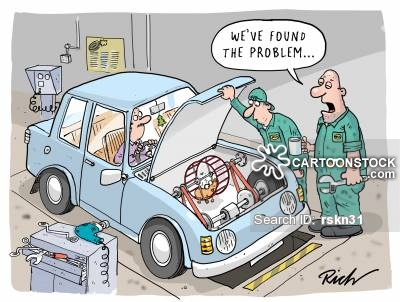 WE'VE FOUND
THE PROBLEM...
CARTOONSTOCK
.com
Search ID: rskn31
Rich